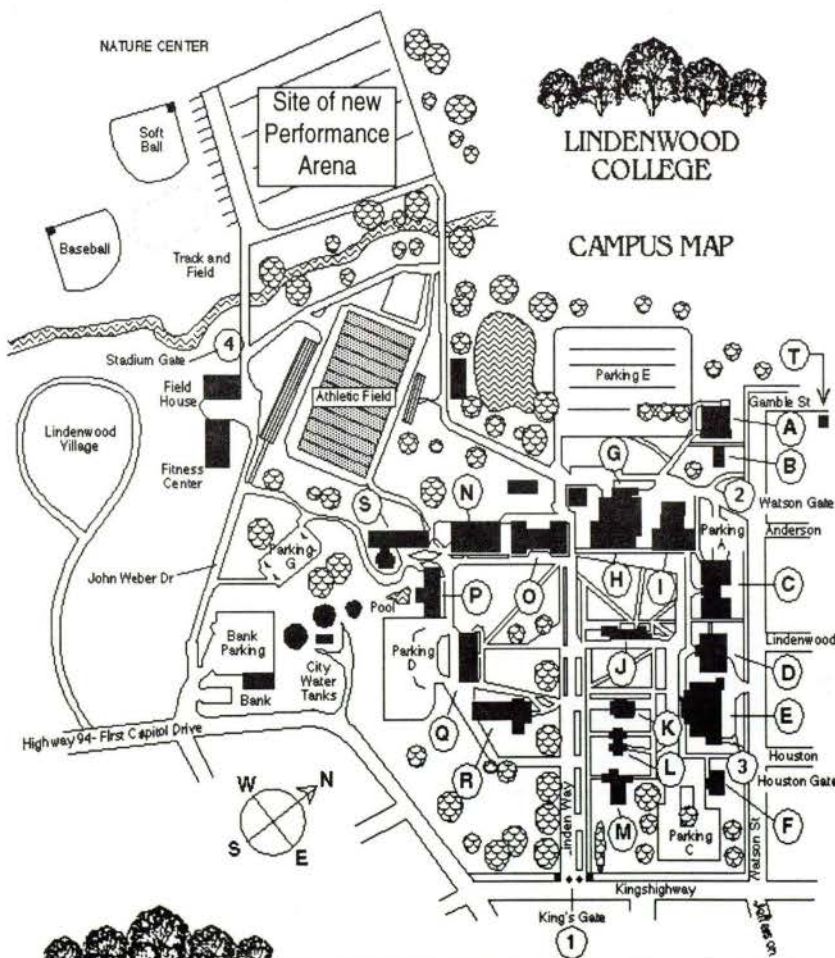 NATURE CENTER
Site of new
Performance
Arena
LINDENWOOD
COLLEGE
CAMPUS MAP
Soft
Ball
Baseball
Track and
Field
4
Stadium Gate
Field
House
Athletic Field
Parking E
T
Gamble St
A
Lindenwood
Village
Fitness
Center
G
B
2
Watson Gate
S
N
Parking
A
Anderson
Parking
G
H
I
C
John Weber Dr
Pool
P
O
Bank
Parking
Parking
D
J
Lindenwood
D
City
Water
Tanks
Bank
K
E
Highway 94- First Capitol Drive
Q
R
L
3
Houston
Houston Gate
W
N
S
E
M
Parking
C
F
Linden Way
Watson St
Kingshighway
King's Gate
1
Jefferson